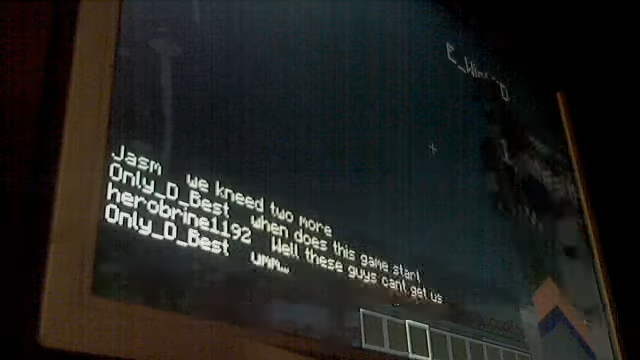 Jasm we kneed two more
Only_D_Best when does this game start
herobrine1192 Well these guys cant get us
Only_D_Best umm...